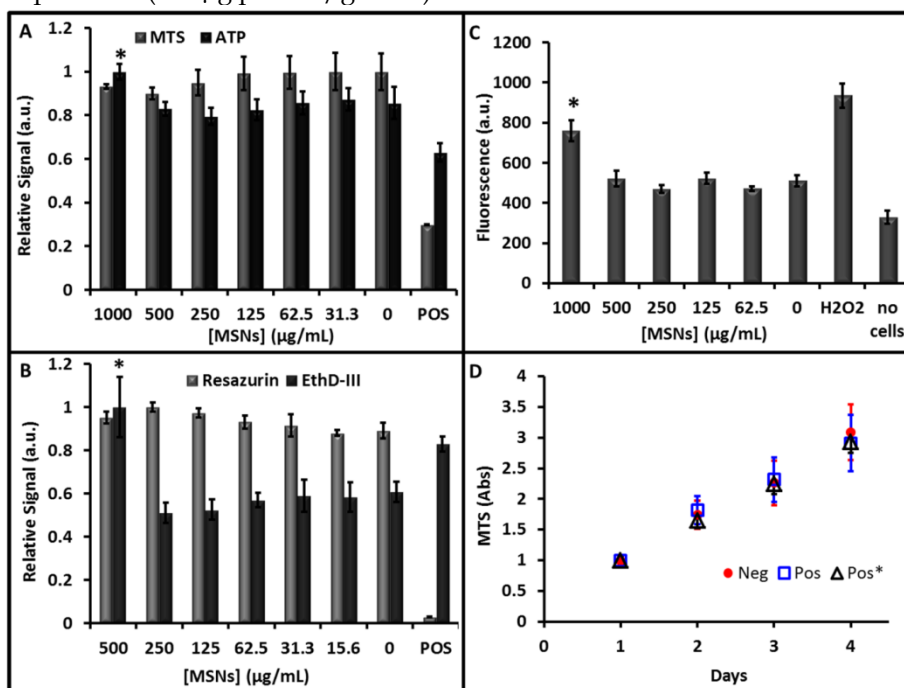 A
MTS ATP
*
Relative Signal (a.u.)
1.2
1
0.8
0.6
0.4
0.2
0
1000 500 250 125 62.5 31.3 0 POS
[MSNs] (µg/mL)
C
*
Fluorescence (a.u.)
1200
1000
800
600
400
200
0
1000 500 250 125 62.5 0 H2O2 no cells
[MSNs] (µg/mL)
B
Resazurin EthD-III
*
Relative Signal (a.u.)
1.2
1
0.8
0.6
0.4
0.2
0
500 250 125 62.5 31.3 15.6 0 POS
[MSNs] (µg/mL)
D
MTS (Abs)
4
3.5
3
2.5
2
1.5
1
0.5
0
Neg Pos Pos*
0 1 2 3 4
Days